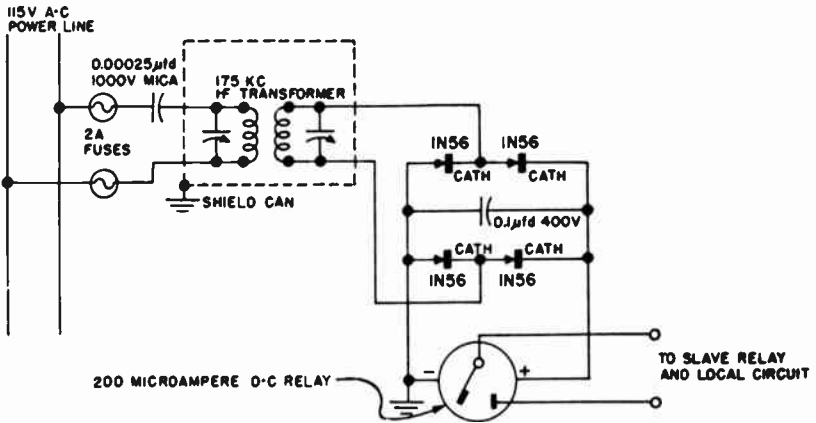 115V A-C
POWER LINE
0.00025µfd
1000V MICA
175 KC
IF TRANSFORMER
2A
FUSES
SHIELD CAN
IN56
IN56
CATH
CATH
0.1µfd 400V
CATH
CATH
IN56
IN56
- +
200 MICROAMPERE D-C RELAY
TO SLAVE RELAY
AND LOCAL CIRCUIT